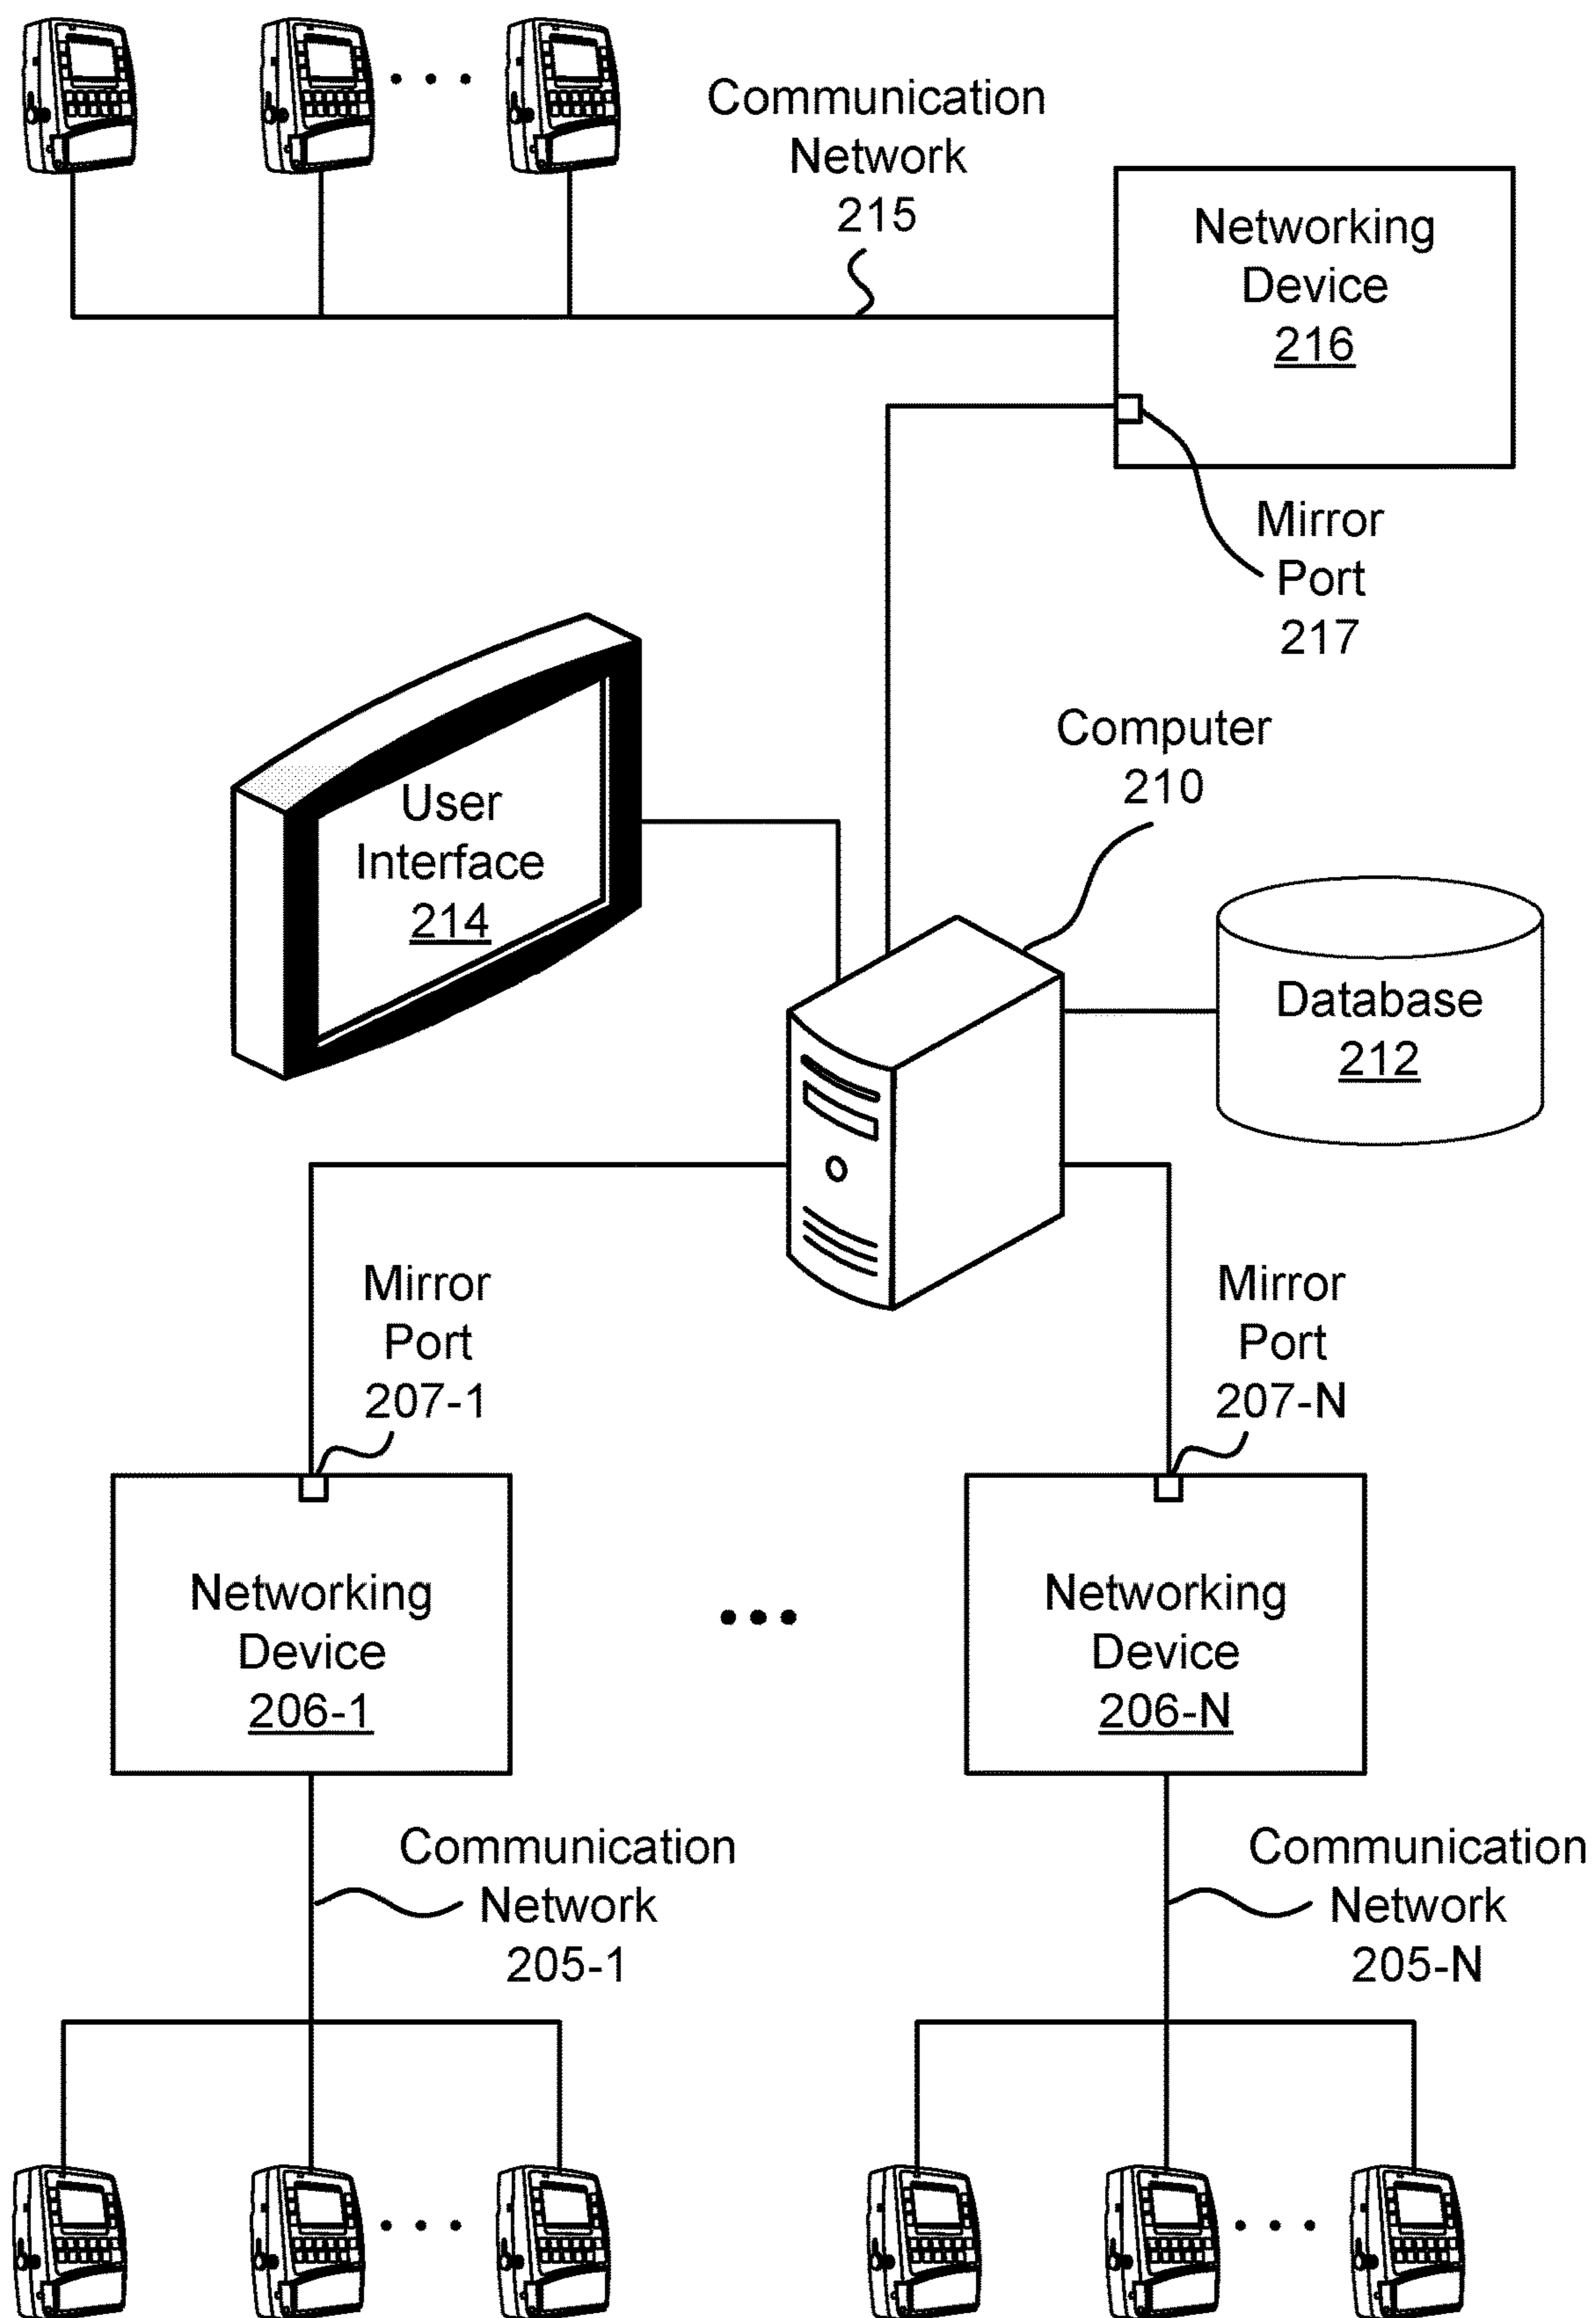 Communication
Network
215
Networking
Device
216
Mirror
Port
217
Computer
210
User
Interface
214
Database
212
Mirror
Port
207-1
Mirror
Port
207-N
Networking
Device
206-1
Networking
Device
206-N
Communication
Network
205-1
Communication
Network
205-N